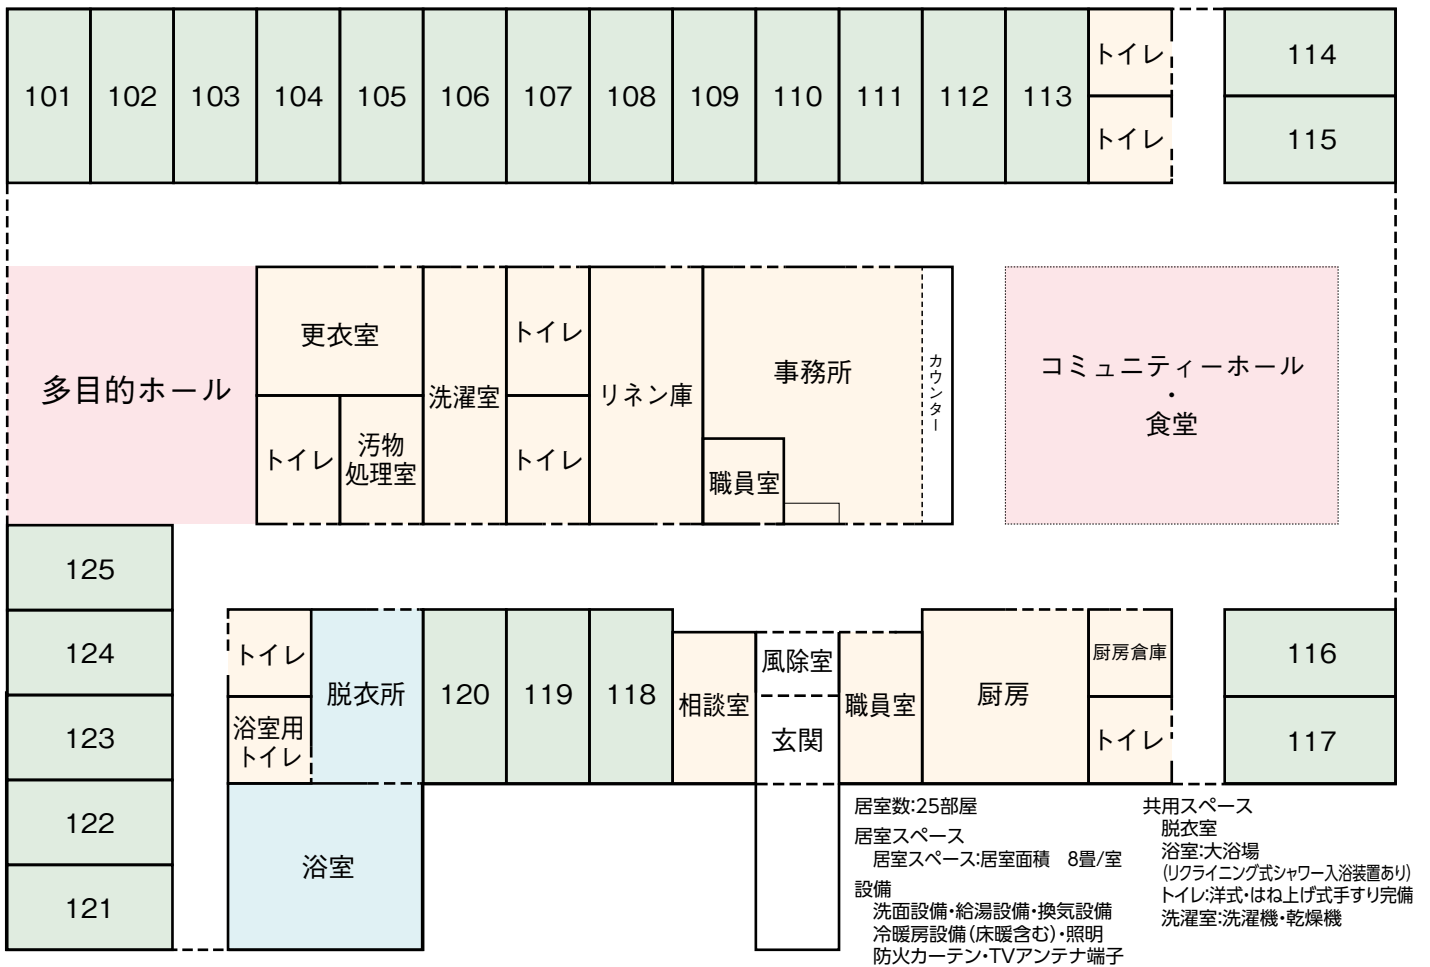 101
102
103
104
105
106
107
108
109
110
111
112
113
トイレ
トイレ
114
115
多目的ホール
更衣室
トイレ
汚物
処理室
洗濯室
トイレ
トイレ
リネン庫
事務所
職員室
カウンター
コミュニティーホール
・
食堂
125
124
123
122
121
トイレ
浴室用
トイレ
脱衣所
浴室
120
119
118
相談室
風除室
玄関
職員室
厨房
厨房倉庫
トイレ
116
117
居室数:25部屋
居室スペース
居室スペース:居室面積　8畳/室
設備
洗面設備・給湯設備・換気設備
冷暖房設備(床暖含む)・照明
防火カーテン・TVアンテナ端子
共用スペース
脱衣室
浴室:大浴場
(リクライニング式シャワー入浴装置あり)
トイレ:洋式・はね上げ式手すり完備
洗濯室:洗濯機・乾燥機